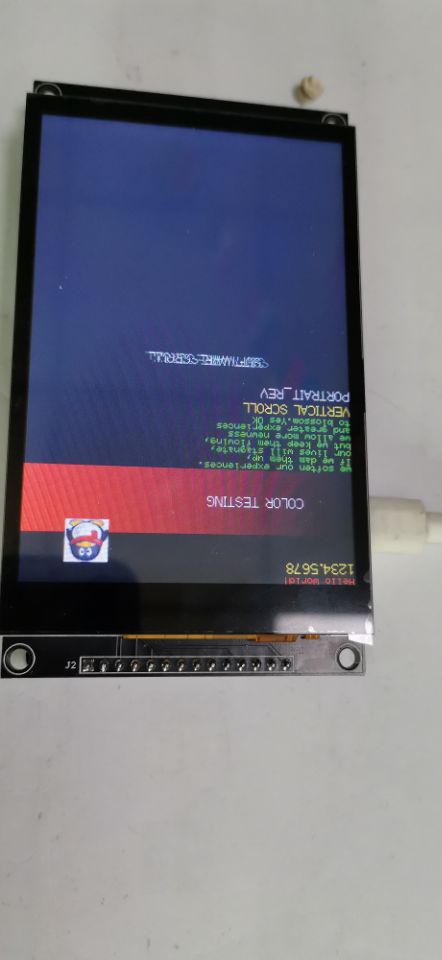 Hello World!
1234.5678
COLOR TESTING
we soften our experiences.
If we dam them up,
our lives will stagnate,
but we keep them flowing,
we allow more newness
and greater experiences
to blossom.Yes OK
VERTICAL SCROLL
PORTRAIT_REV
SOFTWARE SCROLL
J2